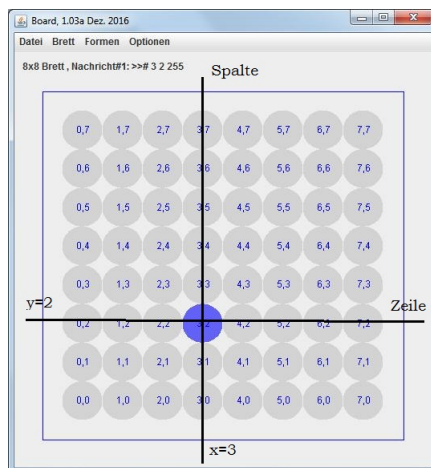 Board, 1.03a Dez. 2016
Datei Brett Formen Optionen
8x8 Brett , Nachricht#1: >># 3 2 255
Spalte
0,7 1,7 2,7 3,7 4,7 5,7 6,7 7,7
0,6 1,6 2,6 3,6 4,6 5,6 6,6 7,6
0,5 1,5 2,5 3,5 4,5 5,5 6,5 7,5
0,4 1,4 2,4 3,4 4,4 5,4 6,4 7,4
0,3 1,3 2,3 3,3 4,3 5,3 6,3 7,3
y=2 Zeile
0,2 1,2 2,2 3,2 4,2 5,2 6,2 7,2
0,1 1,1 2,1 3,1 4,1 5,1 6,1 7,1
0,0 1,0 2,0 3,0 4,0 5,0 6,0 7,0
x=3